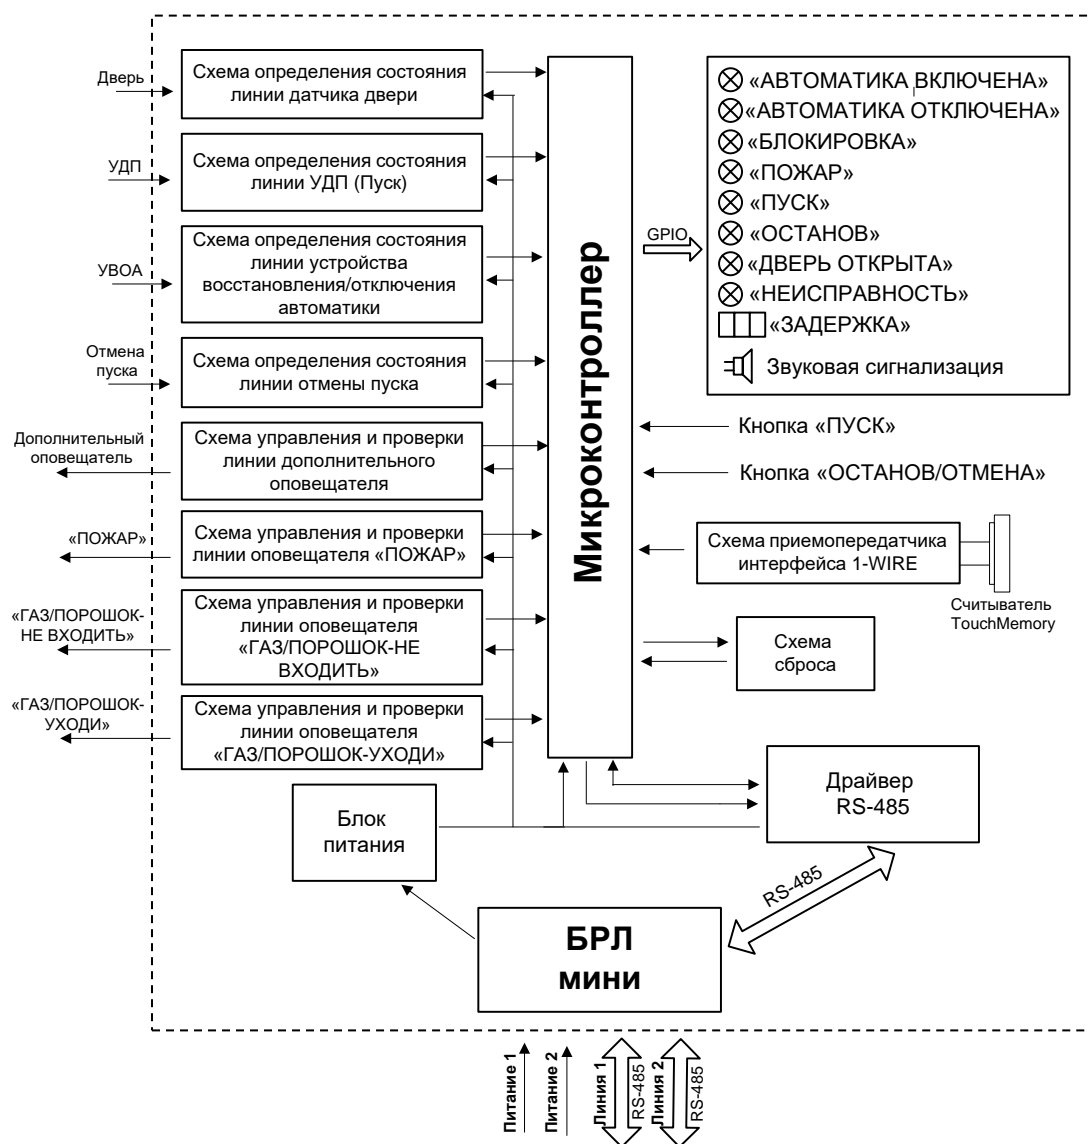 Дверь
Схема определения состояния
линии датчика двери
УДП
Схема определения состояния
линии УДП (Пуск)
УВОА
Схема определения состояния
линии устройства
восстановления/отключения
автоматики
Отмена
пуска
Схема определения состояния
линии отмены пуска
Дополнительный
оповещатель
Схема управления и проверки
линии дополнительного
оповещателя
«ПОЖАР»
Схема управления и проверки
линии оповещателя «ПОЖАР»
«ГАЗ/ПОРОШОК-
НЕ ВХОДИТЬ»
Схема управления и проверки
линии оповещателя
«ГАЗ/ПОРОШОК-НЕ
ВХОДИТЬ»
«ГАЗ/ПОРОШОК-
УХОДИ»
Схема управления и проверки
линии оповещателя
«ГАЗ/ПОРОШОК-УХОДИ»
Микроконтроллер
GPIO
«АВТОМАТИКА ВКЛЮЧЕНА»
«АВТОМАТИКА ОТКЛЮЧЕНА»
«БЛОКИРОВКА»
«ПОЖАР»
«ПУСК»
«ОСТАНОВ»
«ДВЕРЬ ОТКРЫТА»
«НЕИСПРАВНОСТЬ»
«ЗАДЕРЖКА»
Звуковая сигнализация
Кнопка «ПУСК»
Кнопка «ОСТАНОВ/ОТМЕНА»
Схема приемопередатчика
интерфейса 1-WIRE
Считыватель
TouchMemory
Схема
сброса
Драйвер
RS-485
Блок
питания
RS-485
БРЛ
мини
Питание 1
Питание 2
Линия 1
RS-485
Линия 2
RS-485